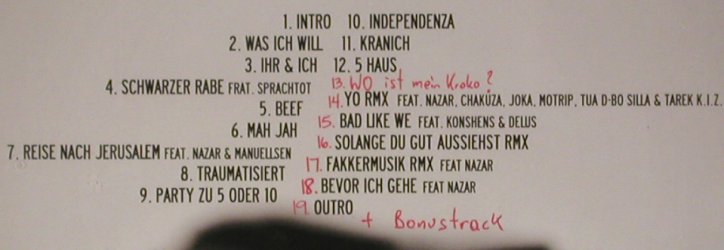 1. INTRO
2. WAS ICH WILL
3. IHR & ICH
4. SCHWARZER RABE FRAT. SPRACHTOT
5. BEEF
6. MAH JAH
7. REISE NACH JERUSALEM FEAT. NAZAR & MANUELLSEN
8. TRAUMATISIERT
9. PARTY ZU 5 ODER 10
10. INDEPENDENZA
11. KRANICH
12. 5 HAUS
13. WO ist mein Kroko?
14. YO RMX FEAT. NAZAR, CHAKUZA, JOKA, MOTRIP, TUA D-BO SILLA & TAREK K.I.Z.
15. BAD LIKE WE FEAT. KONSHENS & DELUS
16. SOLANGE DU GUT AUSSIEHST RMX
17. FAKKERMUSIK RMX FEAT NAZAR
18. BEVOR ICH GEHE FEAT NAZAR
19. OUTRO
+ Bonustrack